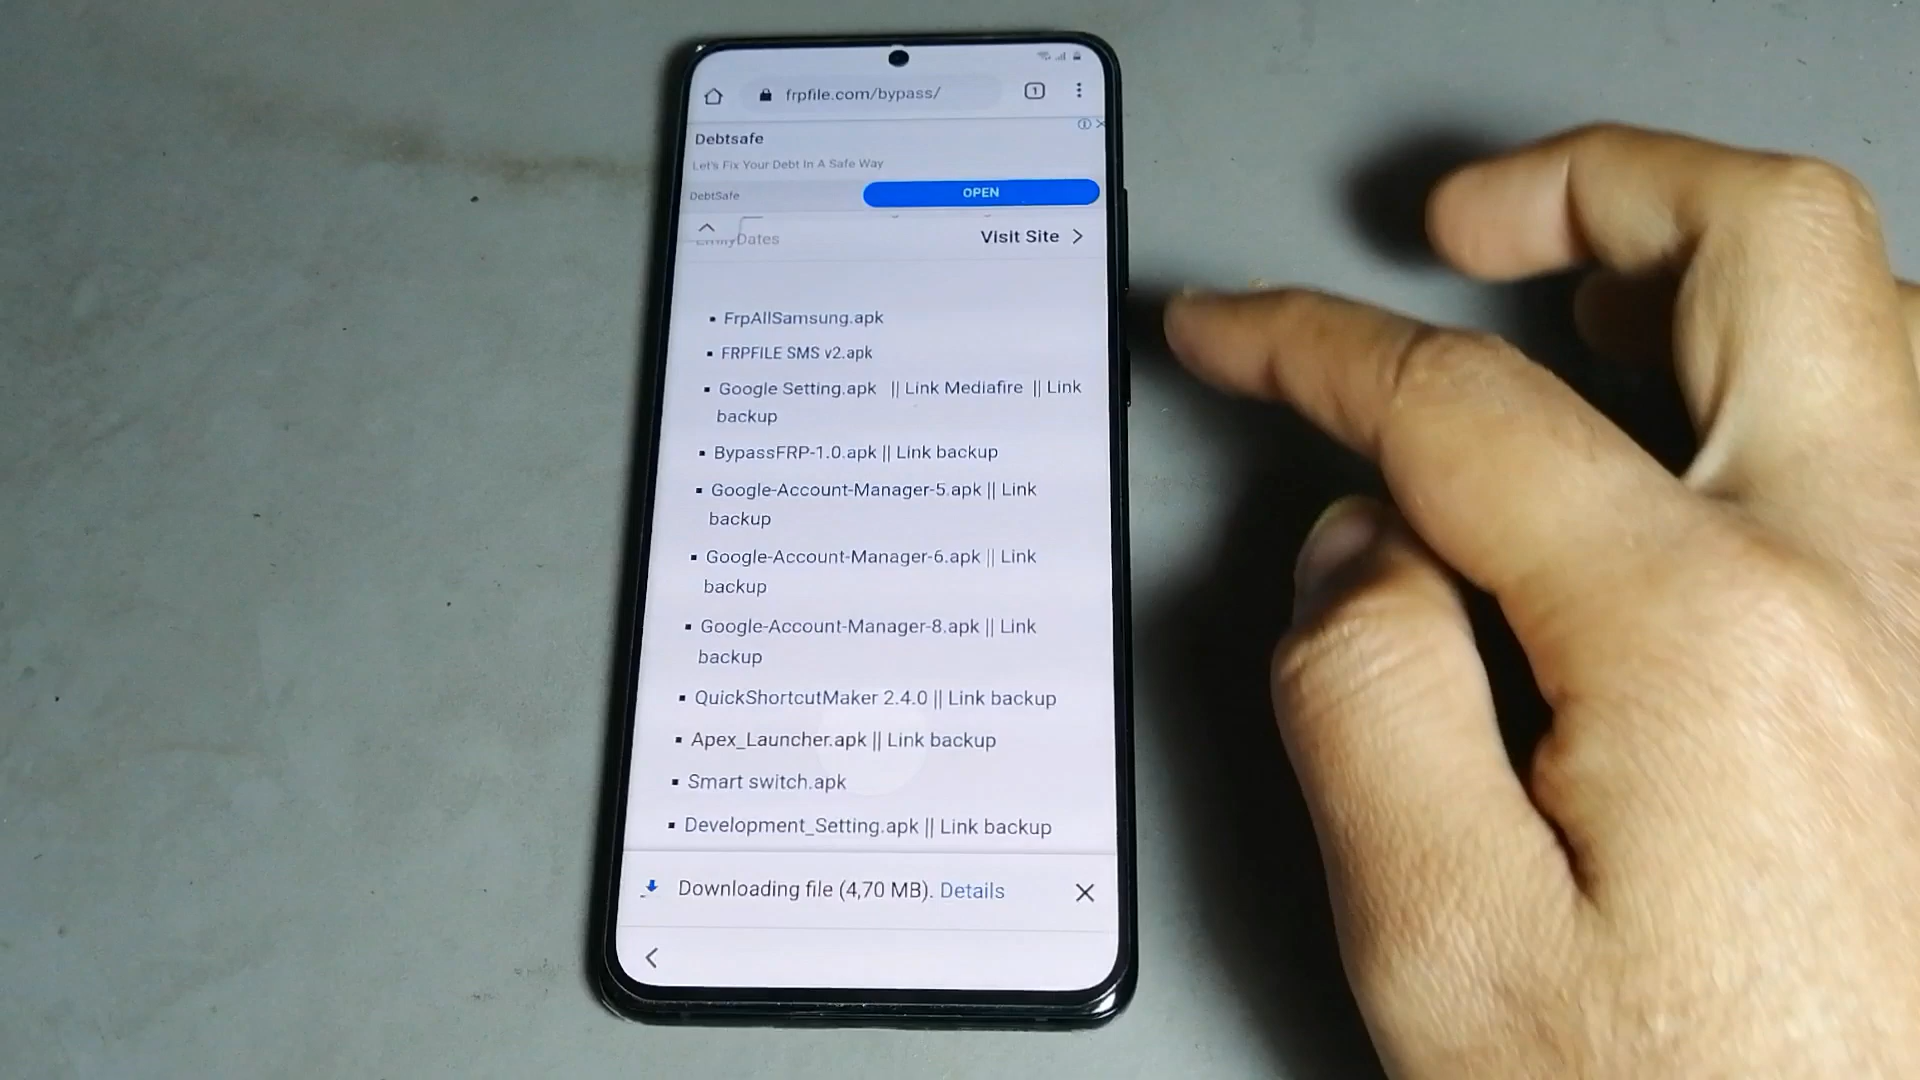 frpfile.com/bypass/
1
Debtsafe
Let's Fix Your Debt In A Safe Way
DebtSafe
OPEN
Visit Site
FrpAllSamsung.apk
FRPFILE SMS v2.apk
Google Setting.apk || Link Mediafire || Link
backup
BypassFRP-1.0.apk || Link backup
Google-Account-Manager-5.apk || Link
backup
Google-Account-Manager-6.apk || Link
backup
Google-Account-Manager-8.apk || Link
backup
QuickShortcutMaker 2.4.0 || Link backup
Apex_Launcher.apk || Link backup
Smart switch.apk
Development_Setting.apk || Link backup
Downloading file (4,70 MB). Details